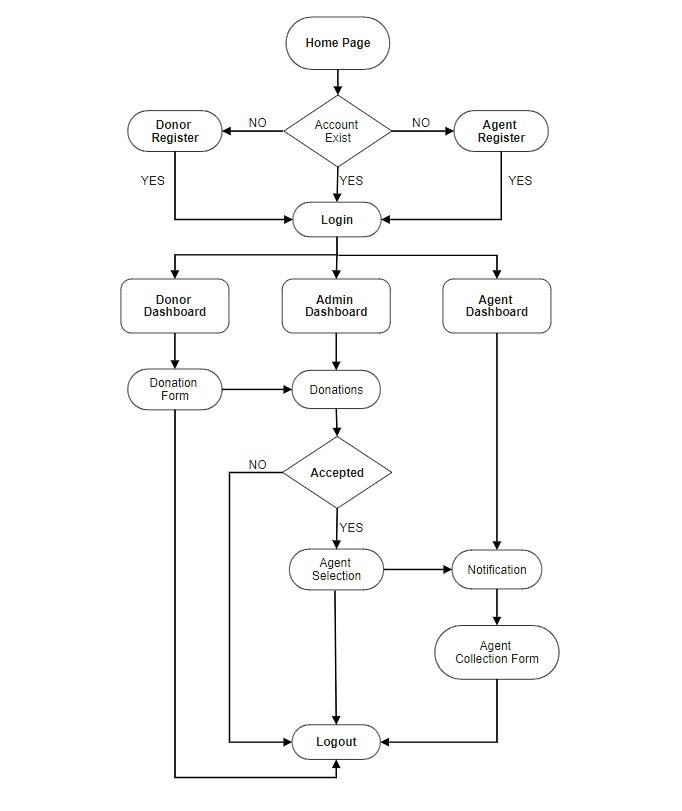 Home Page
Account
Exist
NO
NO
Donor
Register
Agent
Register
YES
YES
YES
Login
Donor
Dashboard
Admin
Dashboard
Agent
Dashboard
Donation
Form
Donations
NO
Accepted
YES
Agent
Selection
Notification
Agent
Collection Form
Logout